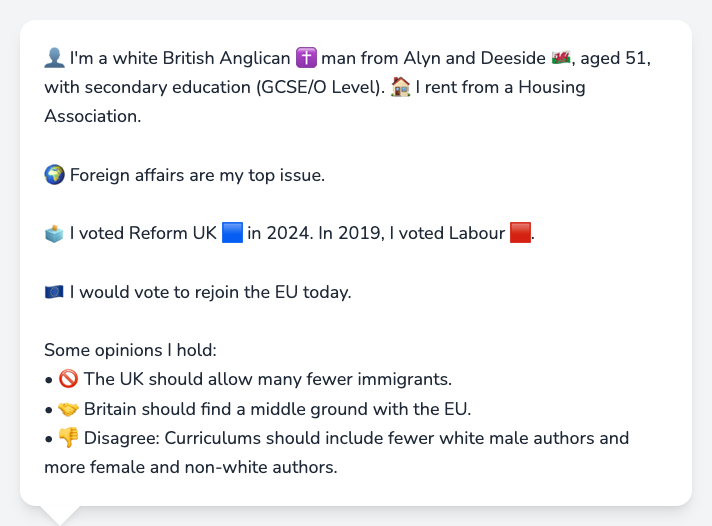 👤 I'm a white British Anglican ✝️ man from Alyn and Deeside 🏴󠁧󠁢󠁷󠁬󠁳󠁿, aged 51,
with secondary education (GCSE/O Level). 🏠 I rent from a Housing
Association.
🌍 Foreign affairs are my top issue.
🗳️ I voted Reform UK 🟦 in 2024. In 2019, I voted Labour 🟥.
🇪🇺 I would vote to rejoin the EU today.
Some opinions I hold:
• 🚫 The UK should allow many fewer immigrants.
• 🤝 Britain should find a middle ground with the EU.
• 👎 Disagree: Curriculums should include fewer white male authors and
more female and non-white authors.